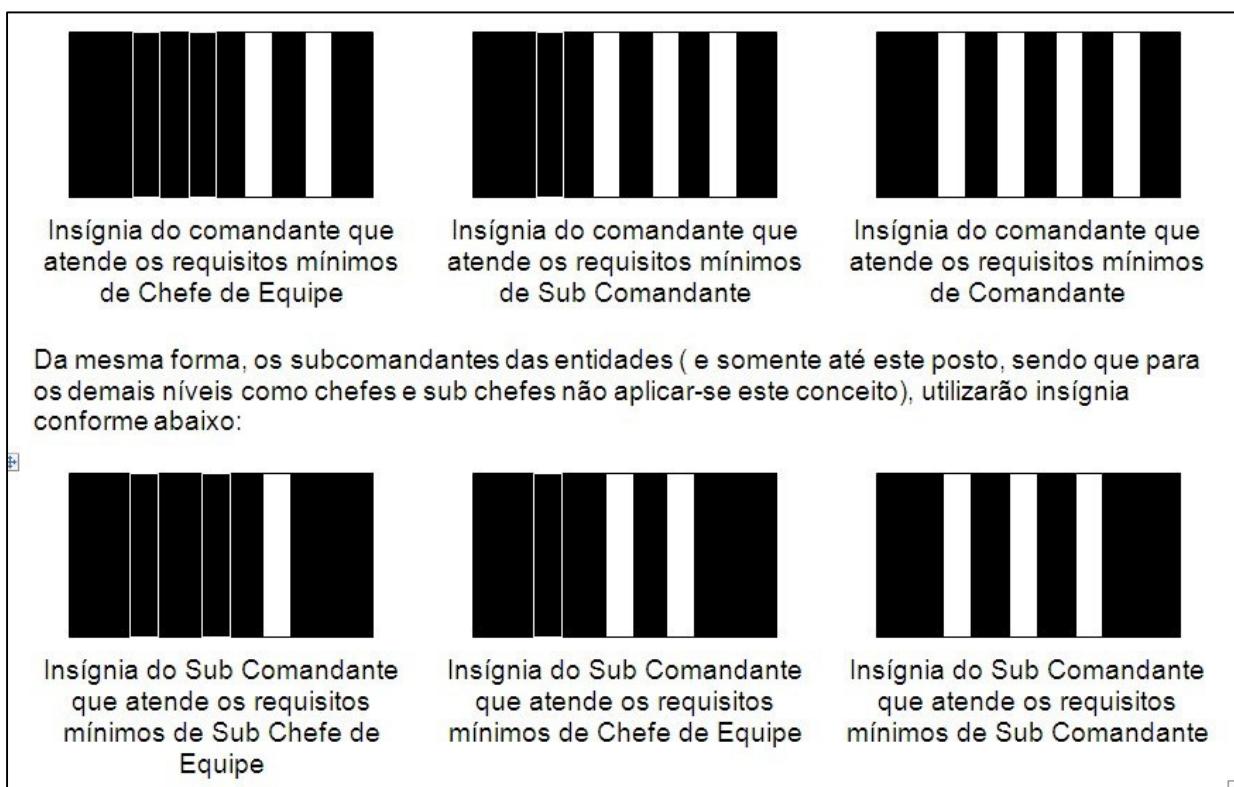 Insígnia do comandante que
atende os requisitos mínimos
de Chefe de Equipe
Insígnia do comandante que
atende os requisitos mínimos
de Sub Comandante
Insígnia do comandante que
atende os requisitos mínimos
de Comandante
Da mesma forma, os subcomandantes das entidades ( e somente até este posto, sendo que para
os demais níveis como chefes e sub chefes não aplicar-se este conceito), utilizarão insígnia
conforme abaixo:
Insígnia do Sub Comandante
que atende os requisitos
mínimos de Sub Chefe de
Equipe
Insígnia do Sub Comandante
que atende os requisitos
mínimos de Chefe de Equipe
Insígnia do Sub Comandante
que atende os requisitos
mínimos de Sub Comandante